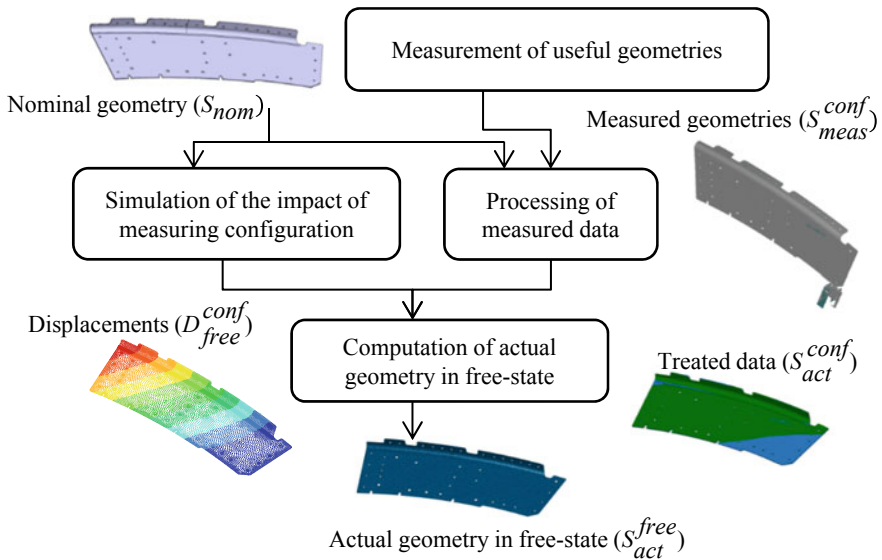 Measurement of useful geometries
Nominal geometry (S_nom)
Measured geometries (S_meas^conf)
Simulation of the impact of
measuring configuration
Processing of
measured data
Displacements (D_free^conf)
Computation of actual
geometry in free-state
Treated data (S_act^conf)
Actual geometry in free-state (S_act^free)